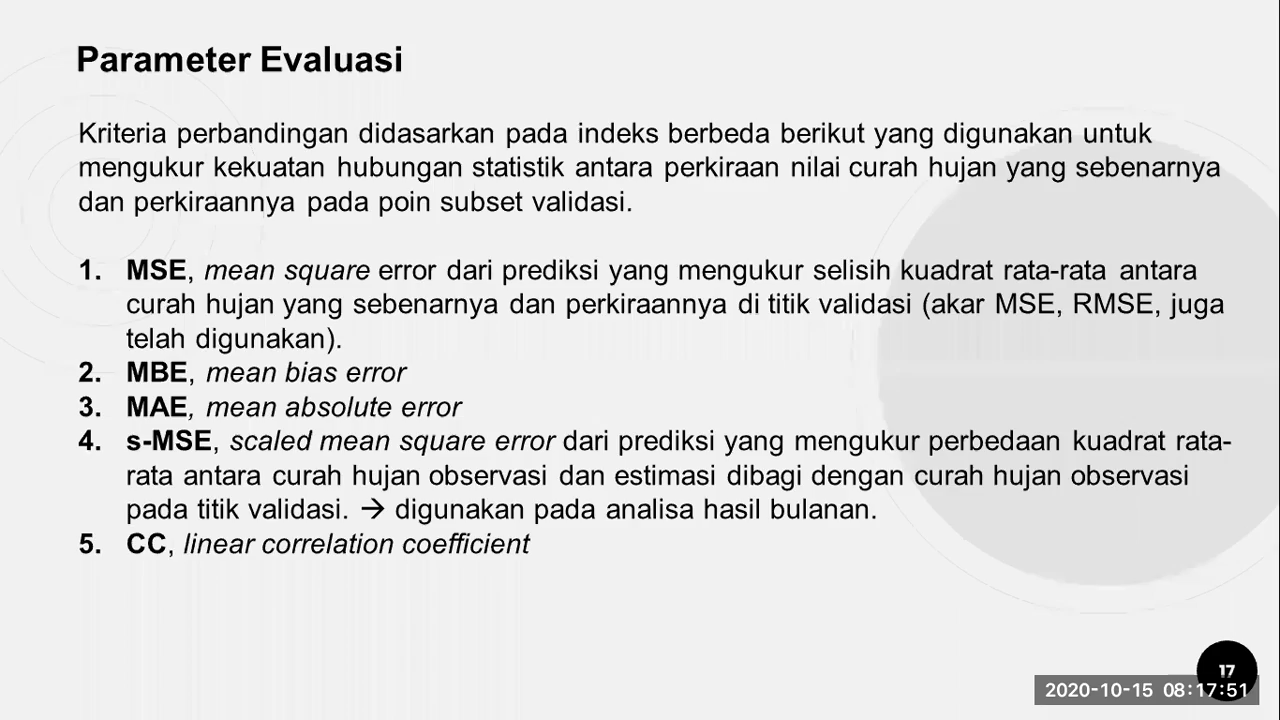 Parameter Evaluasi
Kriteria perbandingan didasarkan pada indeks berbeda berikut yang digunakan untuk
mengukur kekuatan hubungan statistik antara perkiraan nilai curah hujan yang sebenarnya
dan perkiraannya pada poin subset validasi.
1. MSE, mean square error dari prediksi yang mengukur selisih kuadrat rata-rata antara
curah hujan yang sebenarnya dan perkiraannya di titik validasi (akar MSE, RMSE, juga
telah digunakan).
2. MBE, mean bias error
3. MAE, mean absolute error
4. s-MSE, scaled mean square error dari prediksi yang mengukur perbedaan kuadrat rata-
rata antara curah hujan observasi dan estimasi dibagi dengan curah hujan observasi
pada titik validasi. → digunakan pada analisa hasil bulanan.
5. CC, linear correlation coefficient
17
2020-10-15 08:17:51